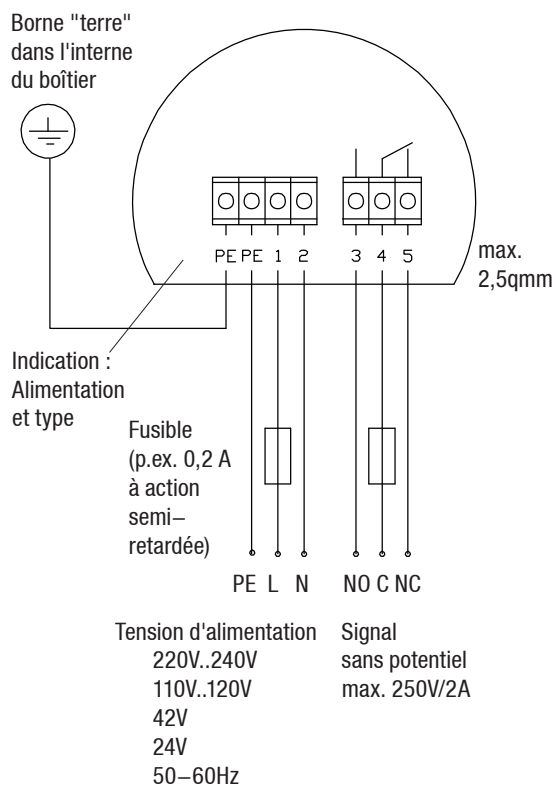 Borne "terre"
dans l'interne
du boîtier
PE PE 1 2 3 4 5
max.
2,5qmm
Indication :
Alimentation
et type
Fusible
(p.ex. 0,2 A
à action
semi–
retardée)
PE L N NO C NC
Tension d'alimentation
220V..240V
110V..120V
42V
24V
50–60Hz
Signal
sans potentiel
max. 250V/2A